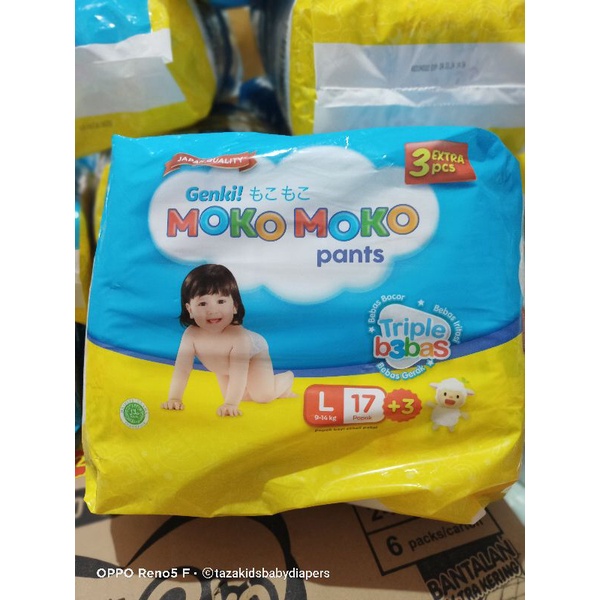 JAPAN QUALITY
3 EXTRA pcs
Genki! もこもこ
MOKO MOKO
pants
Bebas Bocor
Bebas Iritasi
Triple
b3bas
Bebas Gerak
L 17 +3
9-14 kg
6 packs/carton
BANTALAN
OPPO Reno5 F · ©tazakidsbabydiapers